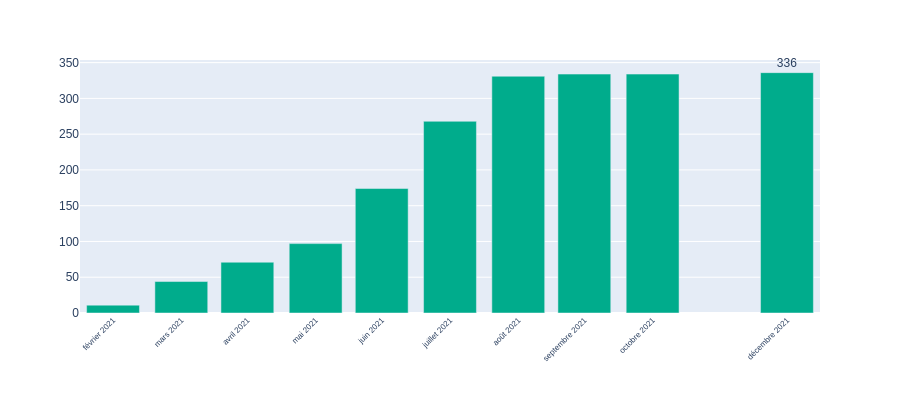 350
336
300
250
200
150
100
50
0
février 2021
mars 2021
avril 2021
mai 2021
juin 2021
juillet 2021
août 2021
septembre 2021
octobre 2021
décembre 2021